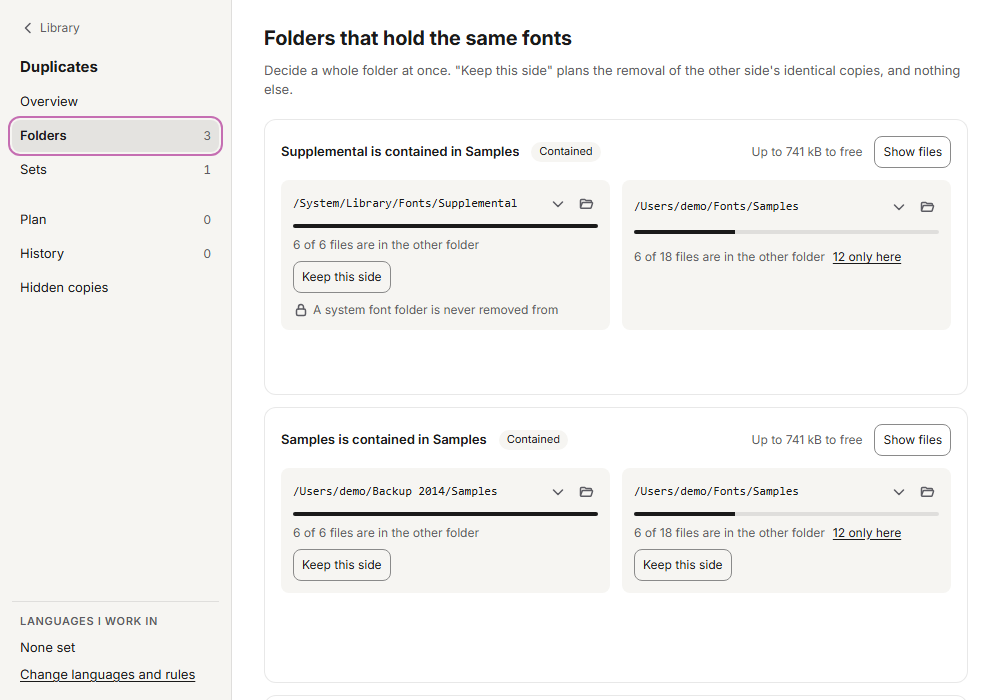 Library
Duplicates
Overview
Folders 3
Sets 1
Plan 0
History 0
Hidden copies
LANGUAGES I WORK IN
None set
Change languages and rules
Folders that hold the same fonts
Decide a whole folder at once. "Keep this side" plans the removal of the other side's identical copies, and nothing
else.
Supplemental is contained in Samples Contained Up to 741 kB to free Show files
/System/Library/Fonts/Supplemental
6 of 6 files are in the other folder
Keep this side
A system font folder is never removed from
/Users/demo/Fonts/Samples
6 of 18 files are in the other folder 12 only here
Samples is contained in Samples Contained Up to 741 kB to free Show files
/Users/demo/Backup 2014/Samples
6 of 6 files are in the other folder
Keep this side
/Users/demo/Fonts/Samples
6 of 18 files are in the other folder 12 only here
Keep this side